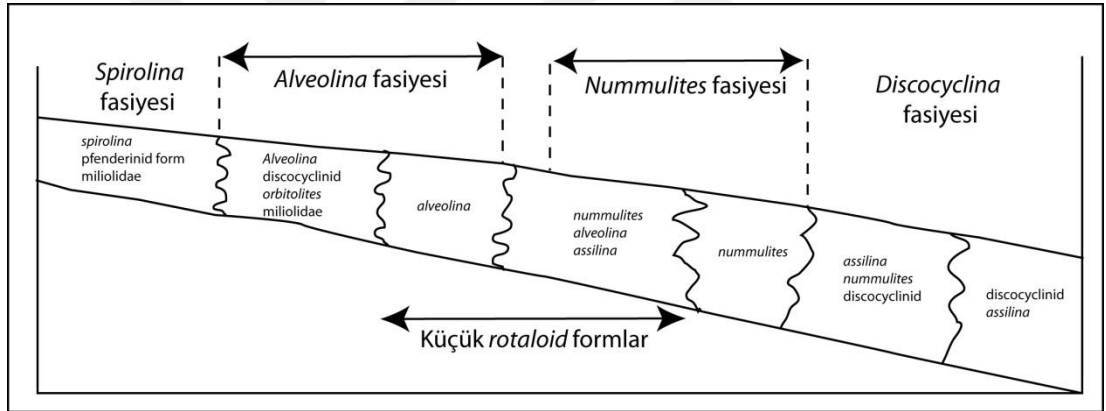 Spirolina
fasiyesi
Alveolina fasiyesi
Nummulites fasiyesi
Discocyclina
fasiyesi
spirolina
pfenderinid form
miliolidae
Alveolina
discocyclinid
orbitolites
miliolidae
alveolina
nummulites
alveolina
assilina
nummulites
assilina
nummulites
discocyclinid
discocyclinid
assilina
Küçük rotaloid formlar